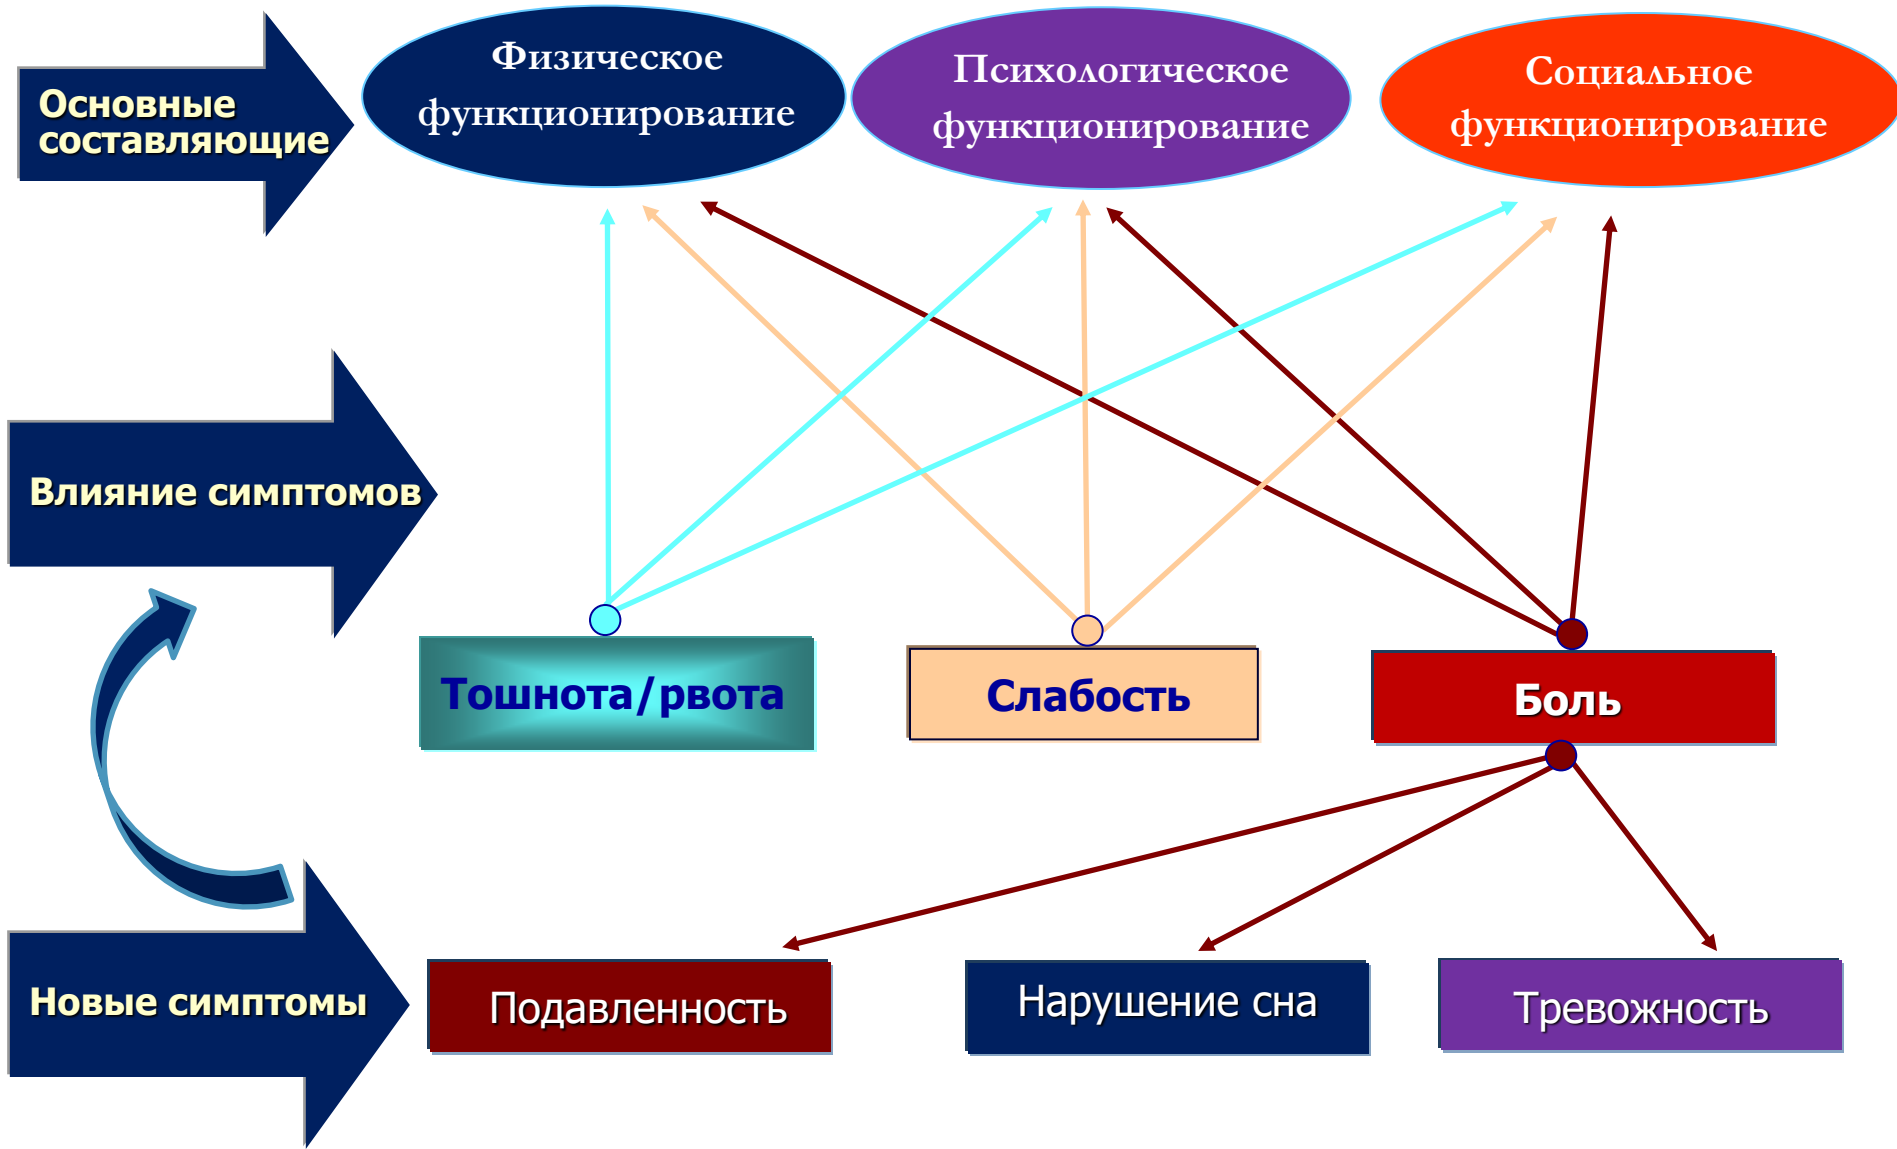 Основные
составляющие
Физическое
функционирование
Психологическое
функционирование
Социальное
функционирование
Влияние симптомов
Тошнота/рвота
Слабость
Боль
Новые симптомы
Подавленность
Нарушение сна
Тревожность